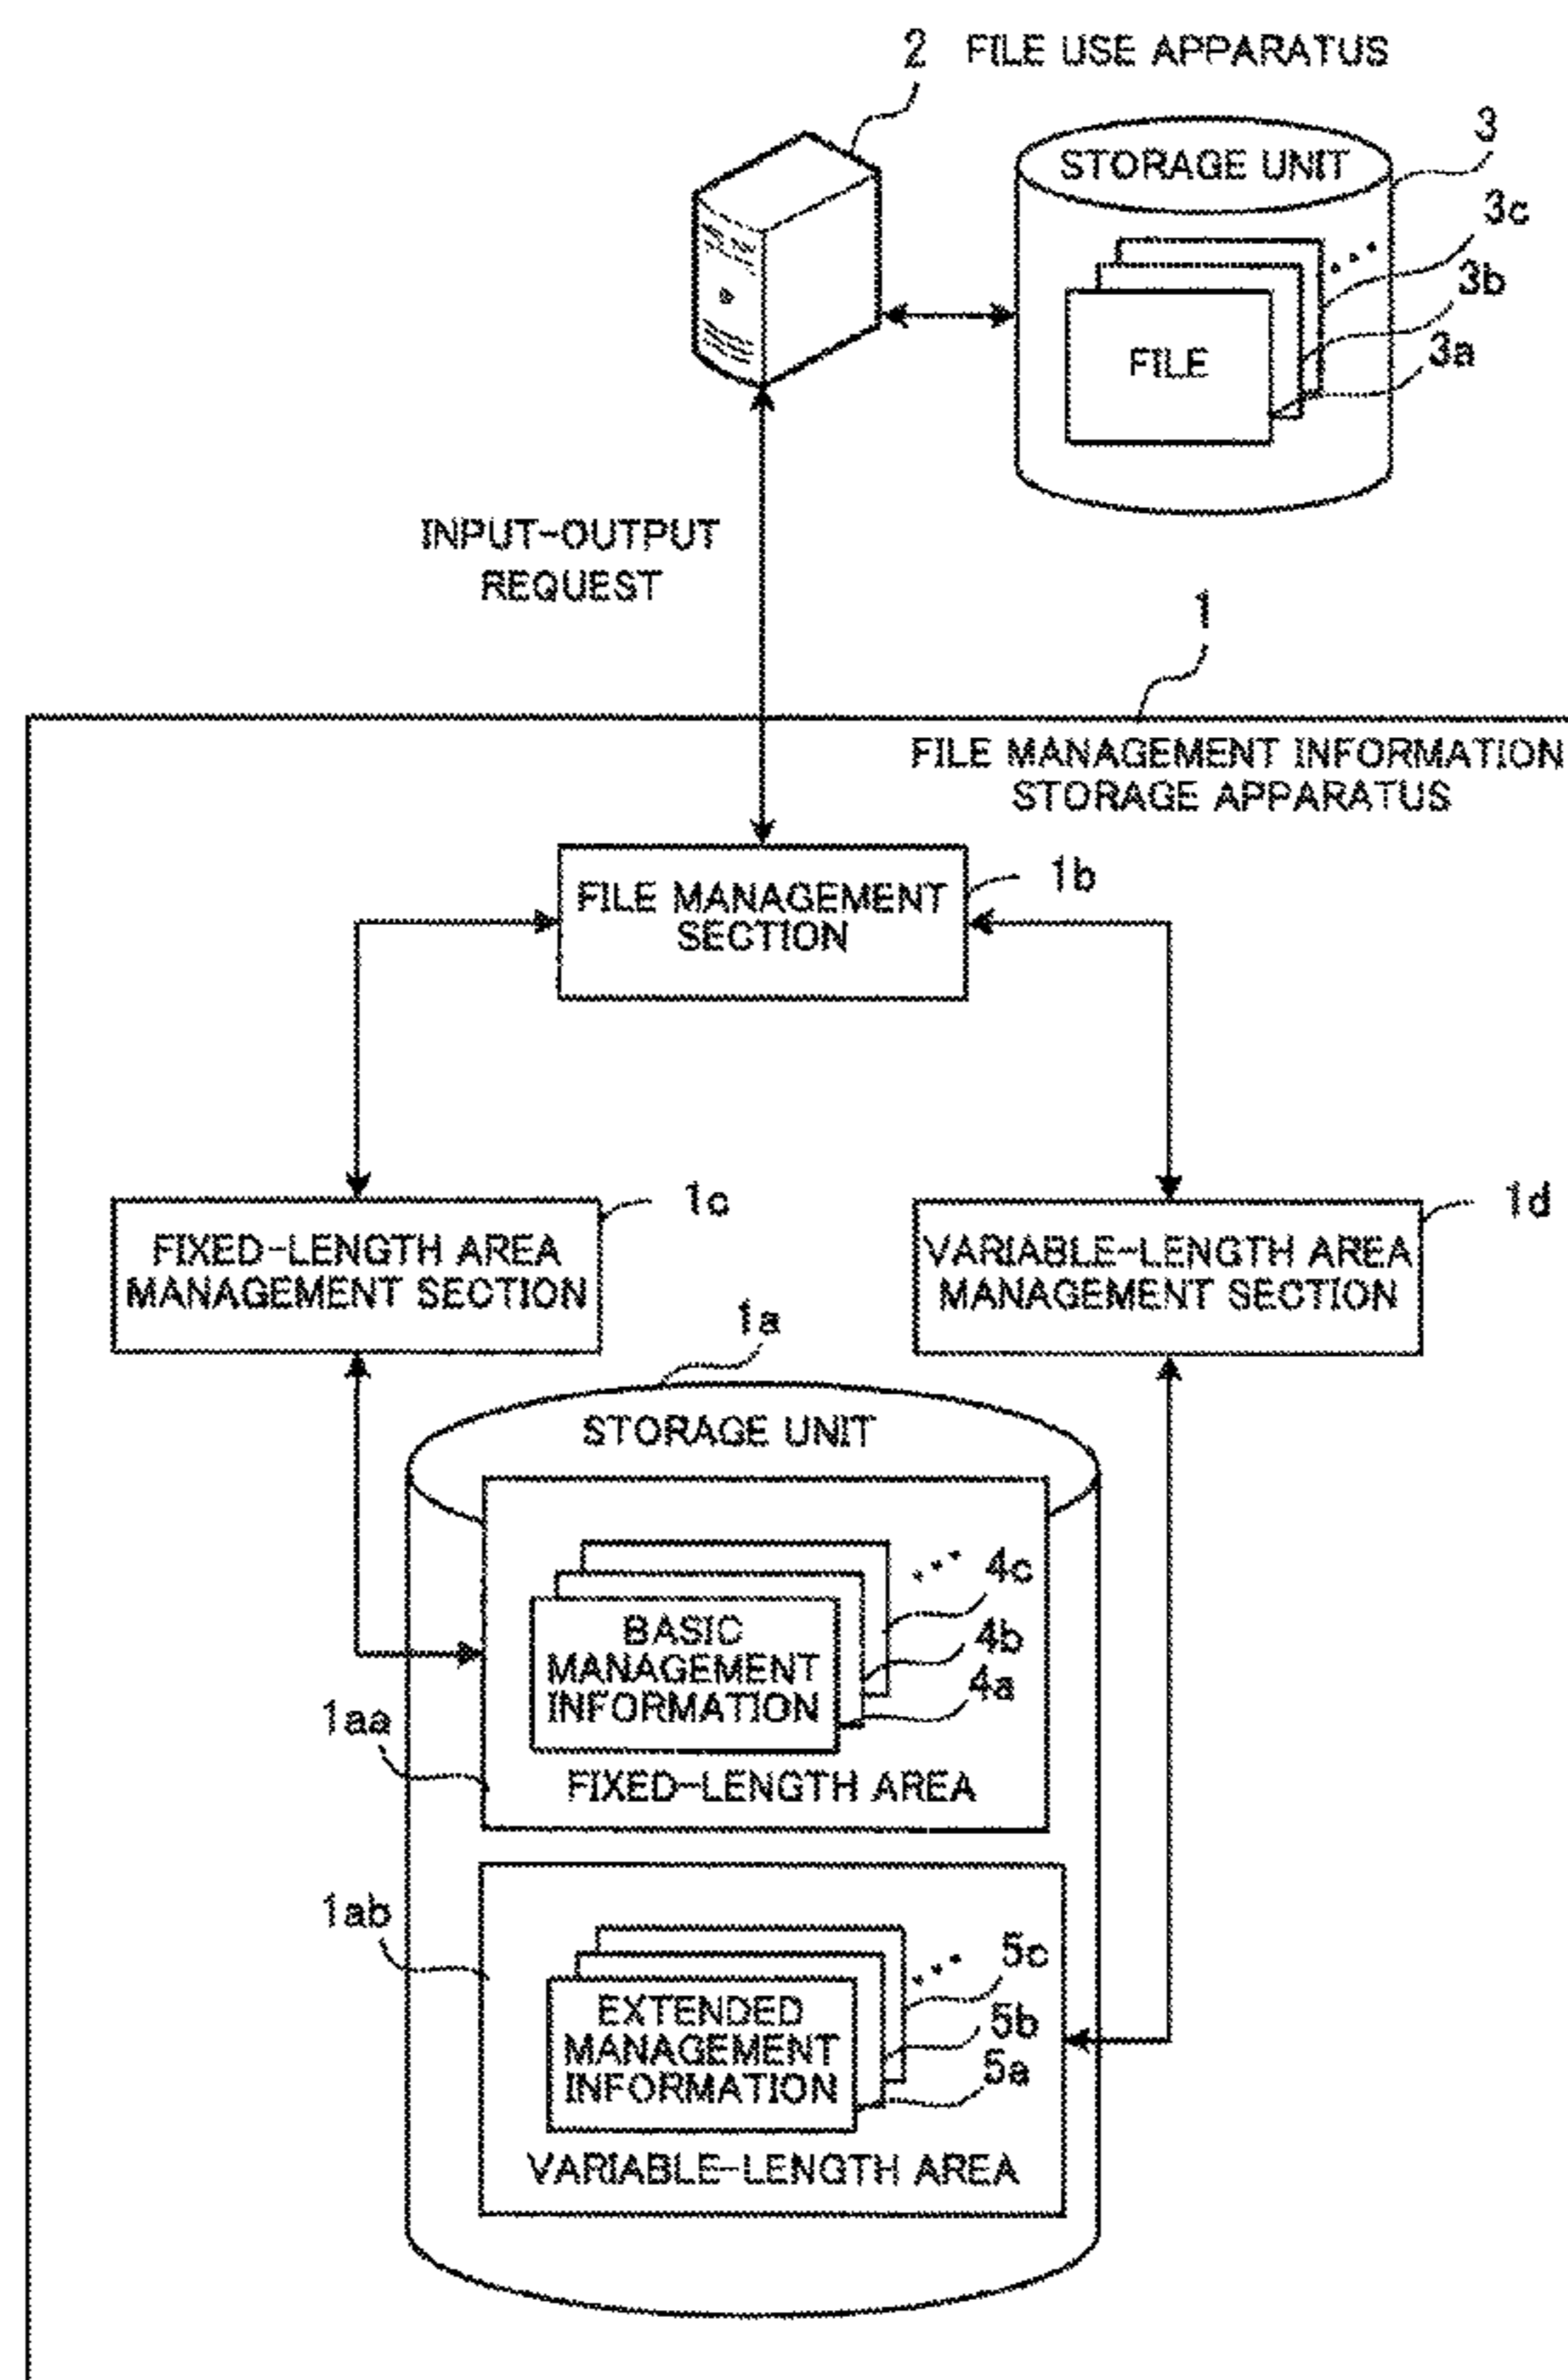 2 FILE USE APPARATUS
STORAGE UNIT
3
3c
3b
3a
FILE
INPUT-OUTPUT
REQUEST
1
FILE MANAGEMENT INFORMATION
STORAGE APPARATUS
FILE MANAGEMENT
SECTION
1b
1c
FIXED-LENGTH AREA
MANAGEMENT SECTION
1d
VARIABLE-LENGTH AREA
MANAGEMENT SECTION
1a
STORAGE UNIT
4c
4b
4a
BASIC
MANAGEMENT
INFORMATION
1aa
FIXED-LENGTH AREA
1ab
5c
5b
5a
EXTENDED
MANAGEMENT
INFORMATION
VARIABLE-LENGTH AREA